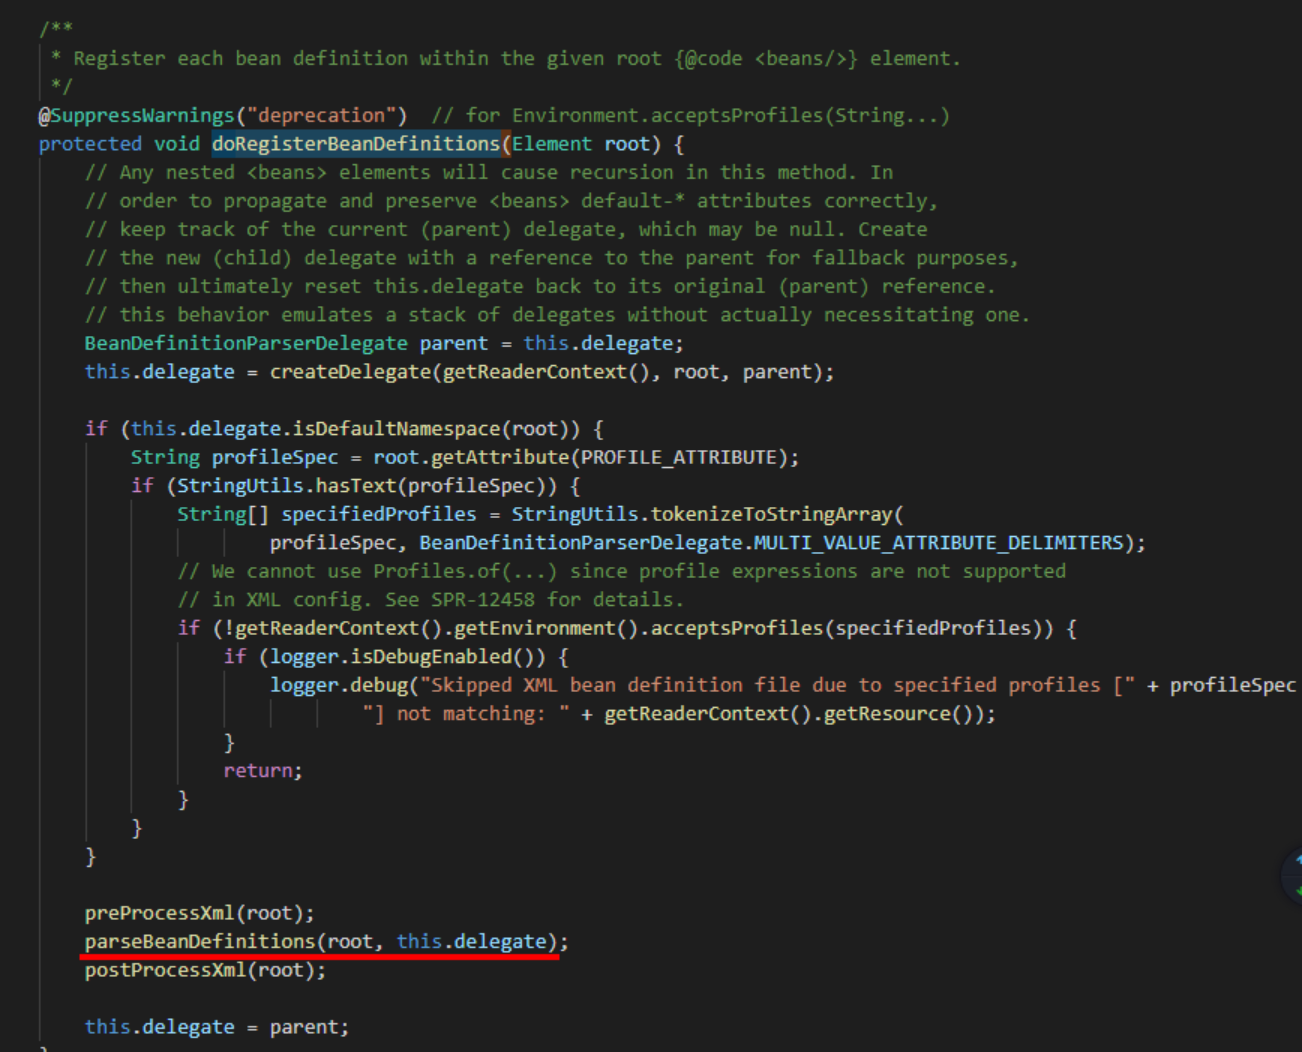 /**
 * Register each bean definition within the given root {@code <beans/>} element.
 */
@SuppressWarnings("deprecation")  // for Environment.acceptsProfiles(String...)
protected void doRegisterBeanDefinitions(Element root) {
    // Any nested <beans> elements will cause recursion in this method. In
    // order to propagate and preserve <beans> default-* attributes correctly,
    // keep track of the current (parent) delegate, which may be null. Create
    // the new (child) delegate with a reference to the parent for fallback purposes,
    // then ultimately reset this.delegate back to its original (parent) reference.
    // this behavior emulates a stack of delegates without actually necessitating one.
    BeanDefinitionParserDelegate parent = this.delegate;
    this.delegate = createDelegate(getReaderContext(), root, parent);

    if (this.delegate.isDefaultNamespace(root)) {
        String profileSpec = root.getAttribute(PROFILE_ATTRIBUTE);
        if (StringUtils.hasText(profileSpec)) {
            String[] specifiedProfiles = StringUtils.tokenizeToStringArray(
                    profileSpec, BeanDefinitionParserDelegate.MULTI_VALUE_ATTRIBUTE_DELIMITERS);
            // We cannot use Profiles.of(...) since profile expressions are not supported
            // in XML config. See SPR-12458 for details.
            if (!getReaderContext().getEnvironment().acceptsProfiles(specifiedProfiles)) {
                if (logger.isDebugEnabled()) {
                    logger.debug("Skipped XML bean definition file due to specified profiles [" + profileSpec
                            "] not matching: " + getReaderContext().getResource());
                }
                return;
            }
        }
    }

    preProcessXml(root);
    parseBeanDefinitions(root, this.delegate);
    postProcessXml(root);

    this.delegate = parent;
}